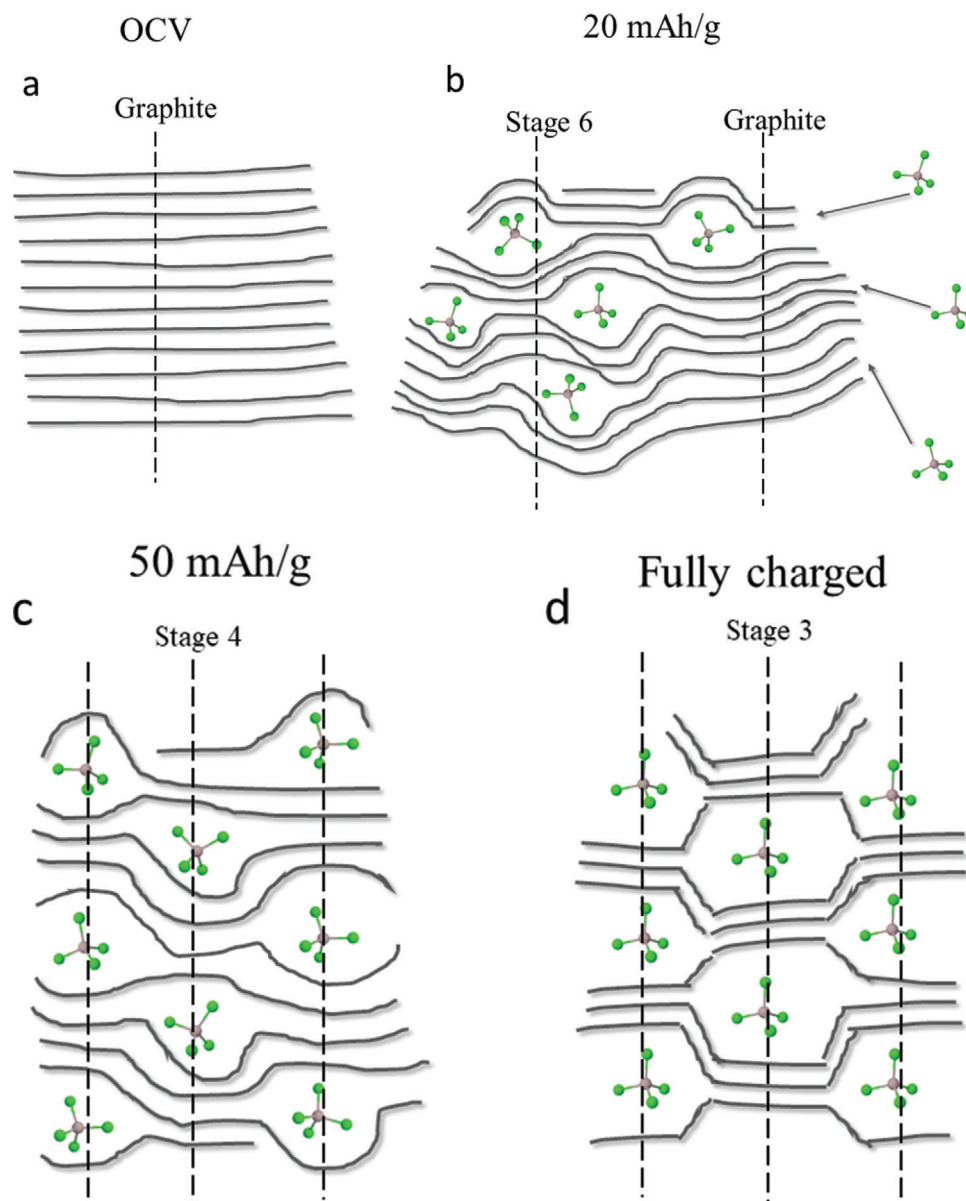 OCV
20 mAh/g
a
b
Graphite
Stage 6
Graphite
50 mAh/g
Fully charged
c
d
Stage 4
Stage 3